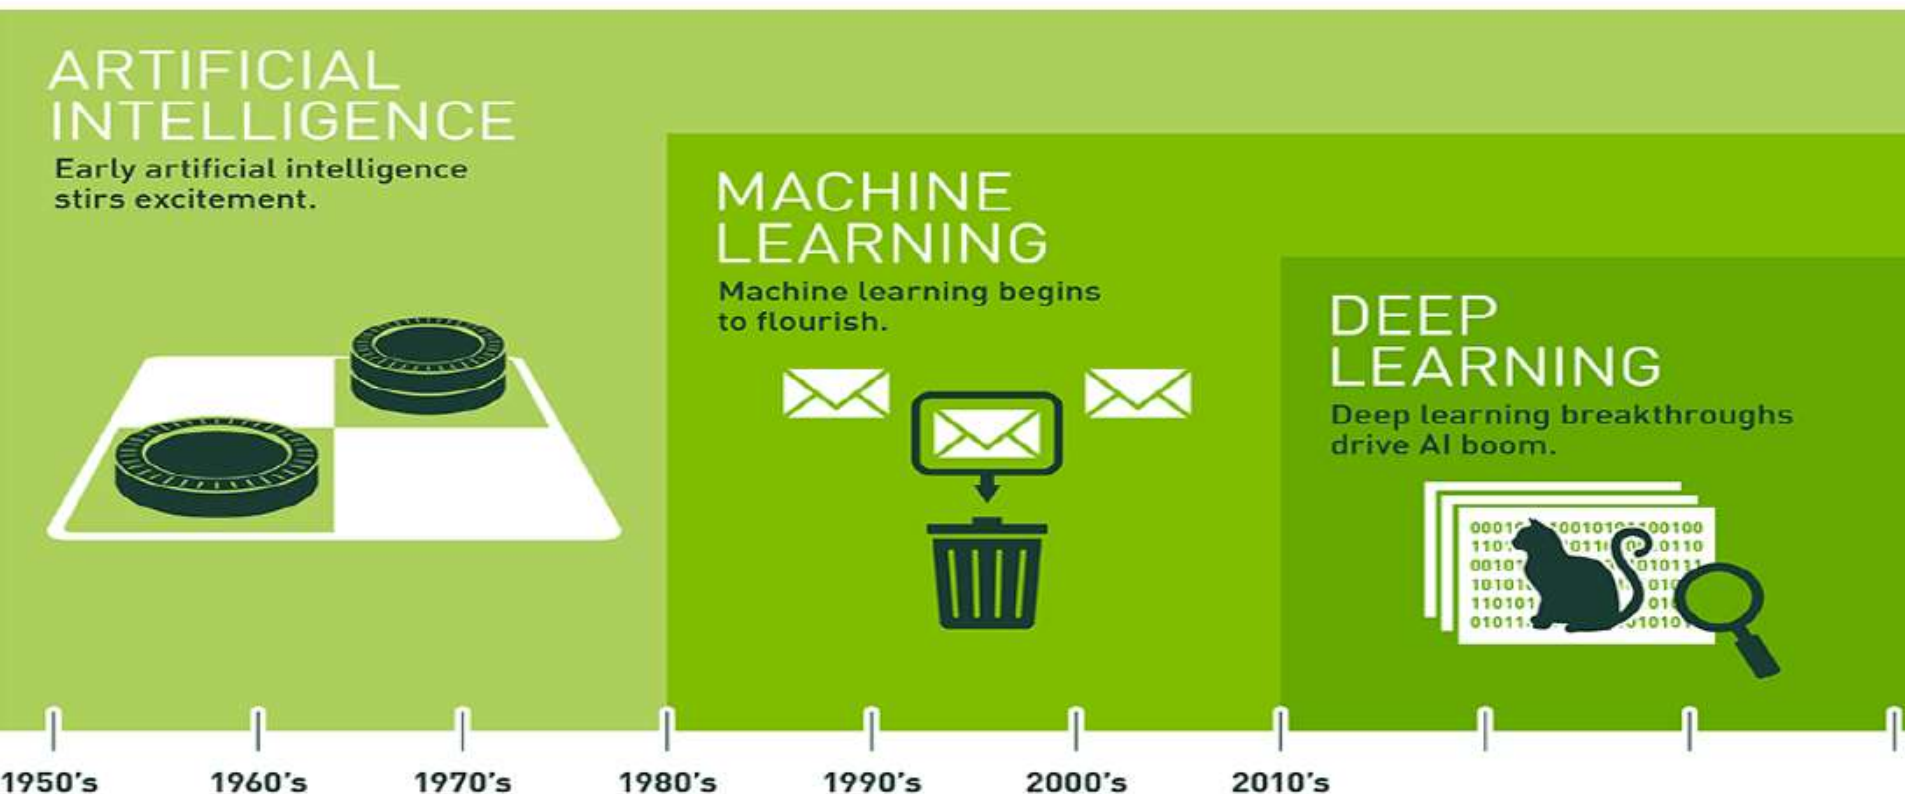 ARTIFICIAL
INTELLIGENCE
Early artificial intelligence
stirs excitement.
MACHINE
LEARNING
Machine learning begins
to flourish.
DEEP
LEARNING
Deep learning breakthroughs
drive AI boom.
1950's
1960's
1970's
1980's
1990's
2000's
2010's